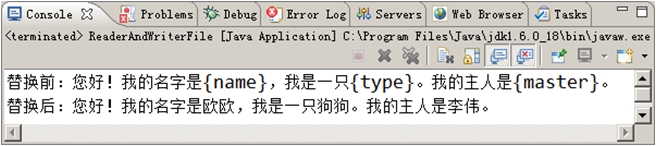 Console Problems Debug Error Log Servers Web Browser Tasks
<terminated> ReaderAndWriterFile [Java Application] C:\Program Files\Java\jdk1.6.0_18\bin\javaw.exe
替换前：您好！我的名字是{name}，我是一只{type}。我的主人是{master}。
替换后：您好！我的名字是欧欧，我是一只狗狗。我的主人是李伟。